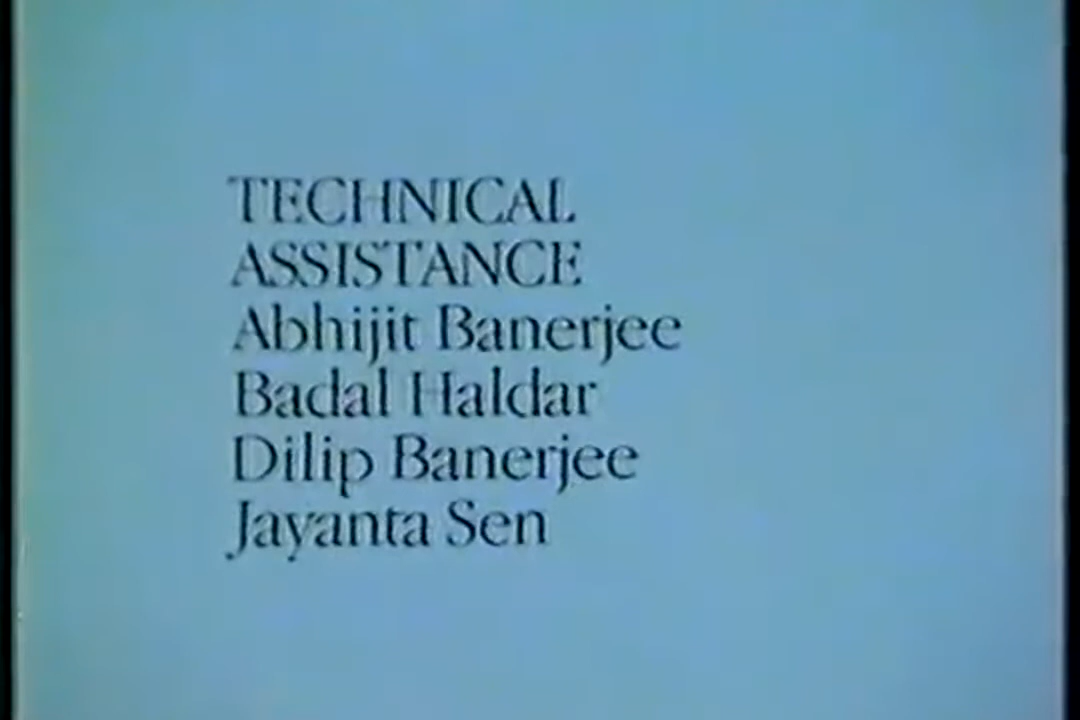 TECHNICAL
ASSISTANCE
Abhijit Banerjee
Badal Haldar
Dilip Banerjee
Jayanta Sen